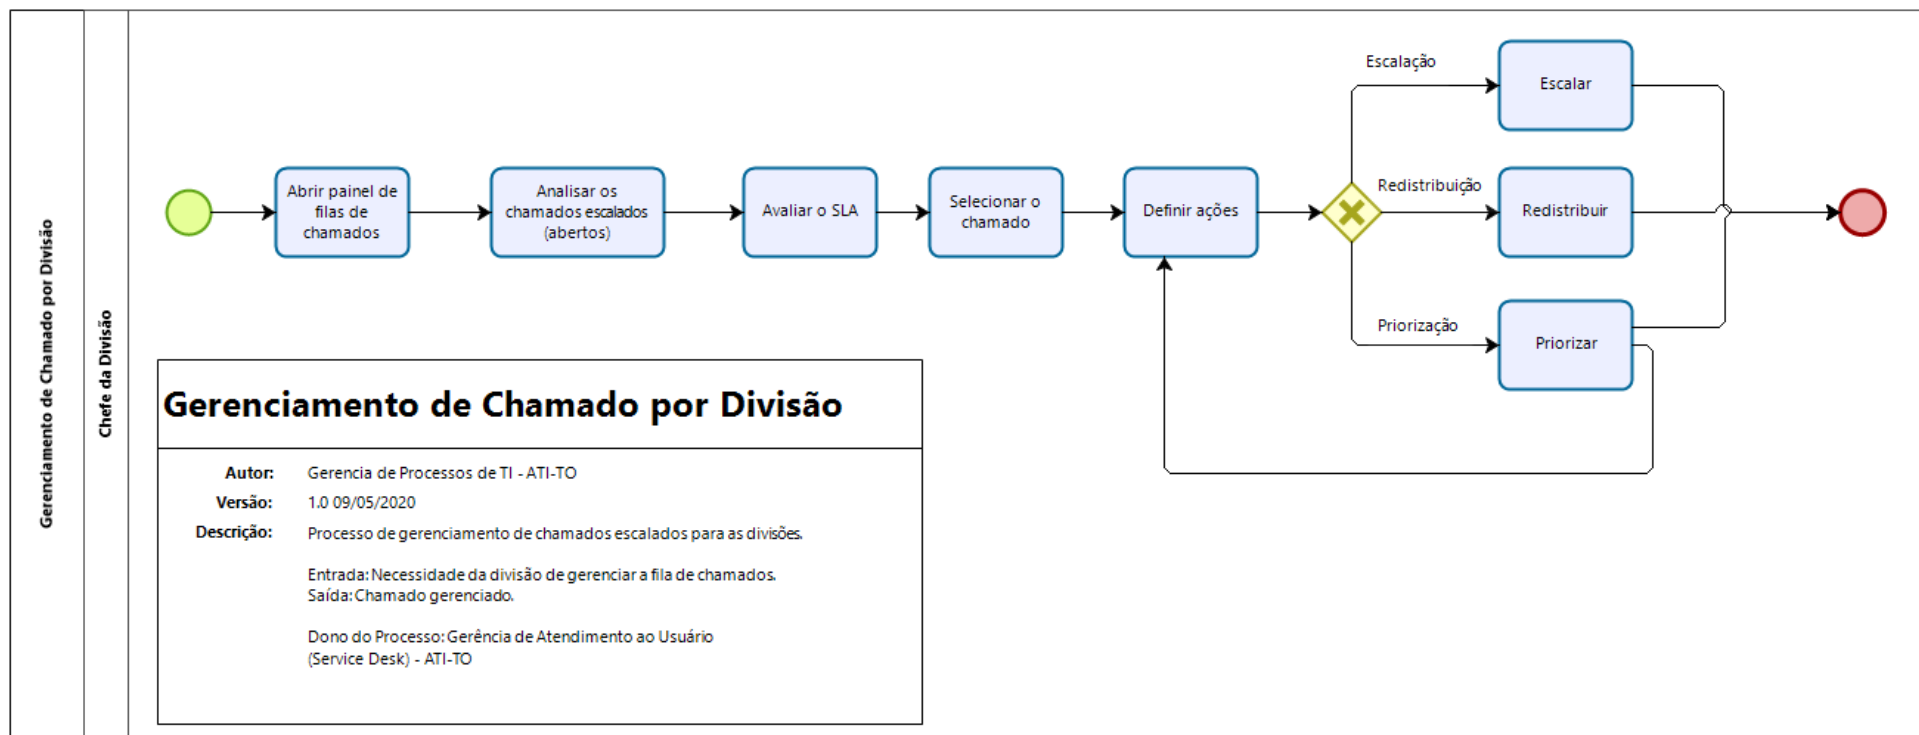 Gerenciamento de Chamado por Divisão
Chefe da Divisão
Abrir painel de
filas de
chamados
Analisar os
chamados escalados
(abertos)
Avaliar o SLA
Selecionar o
chamado
Definir ações
Escalação
Escalar
Redistribuição
Redistribuir
Priorização
Priorizar
Gerenciamento de Chamado por Divisão
Autor: Gerencia de Processos de TI - ATI-TO
Versão: 1.0 09/05/2020
Descrição: Processo de gerenciamento de chamados escalados para as divisões.
Entrada: Necessidade da divisão de gerenciar a fila de chamados.
Saída: Chamado gerenciado.
Dono do Processo: Gerência de Atendimento ao Usuário
(Service Desk) - ATI-TO